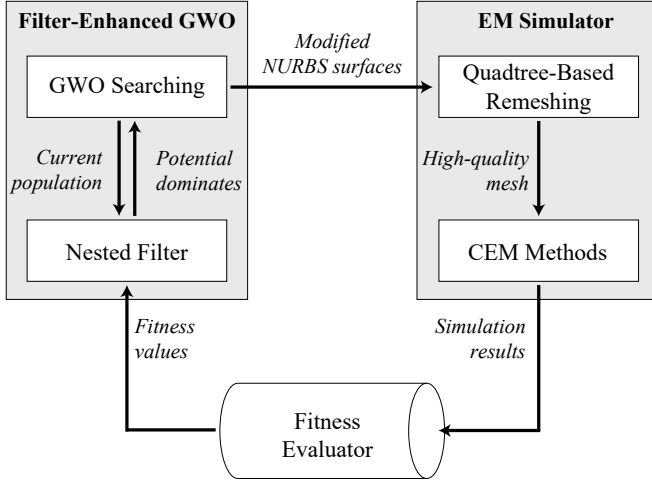 Filter-Enhanced GWO
GWO Searching
Current
population
Potential
dominates
Nested Filter
Modified
NURBS surfaces
EM Simulator
Quadtree-Based
Remeshing
High-quality
mesh
CEM Methods
Fitness
values
Simulation
results
Fitness
Evaluator